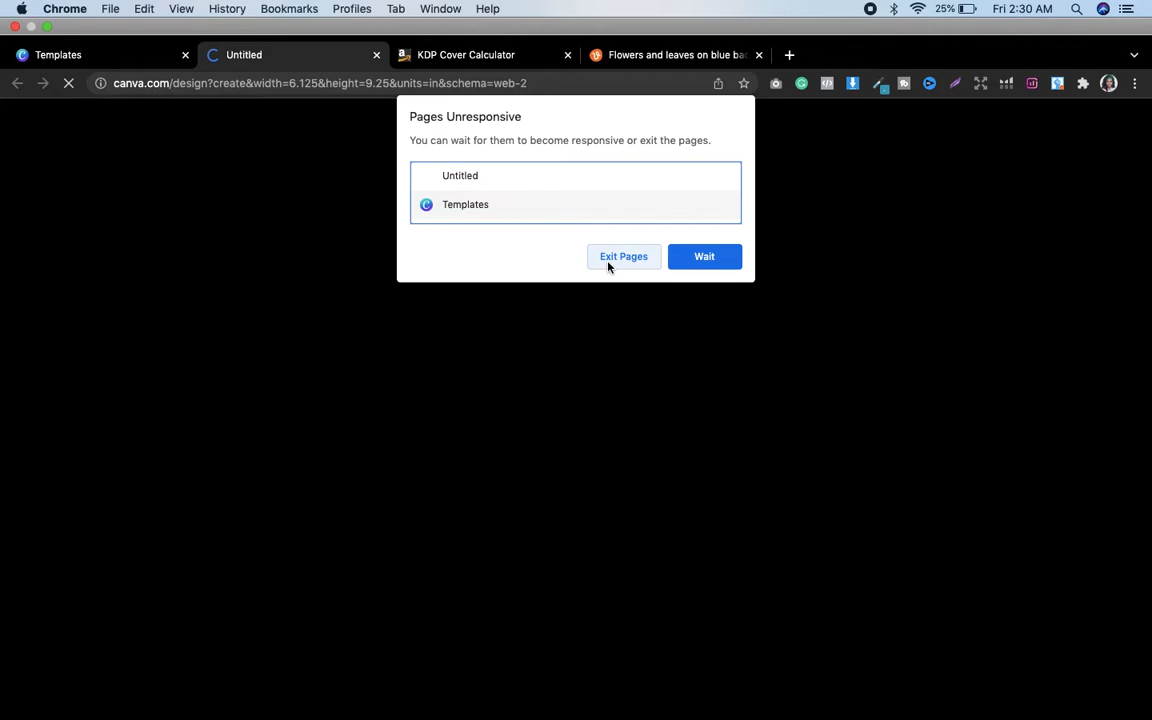 Chrome File Edit View History Bookmarks Profiles Tab Window Help 25% Fri 2:30 AM
Templates Untitled KDP Cover Calculator Flowers and leaves on blue bac
canva.com/design?create&width=6.125&height=9.25&units=in&schema=web-2
Pages Unresponsive
You can wait for them to become responsive or exit the pages.
Untitled
Templates
Exit Pages Wait